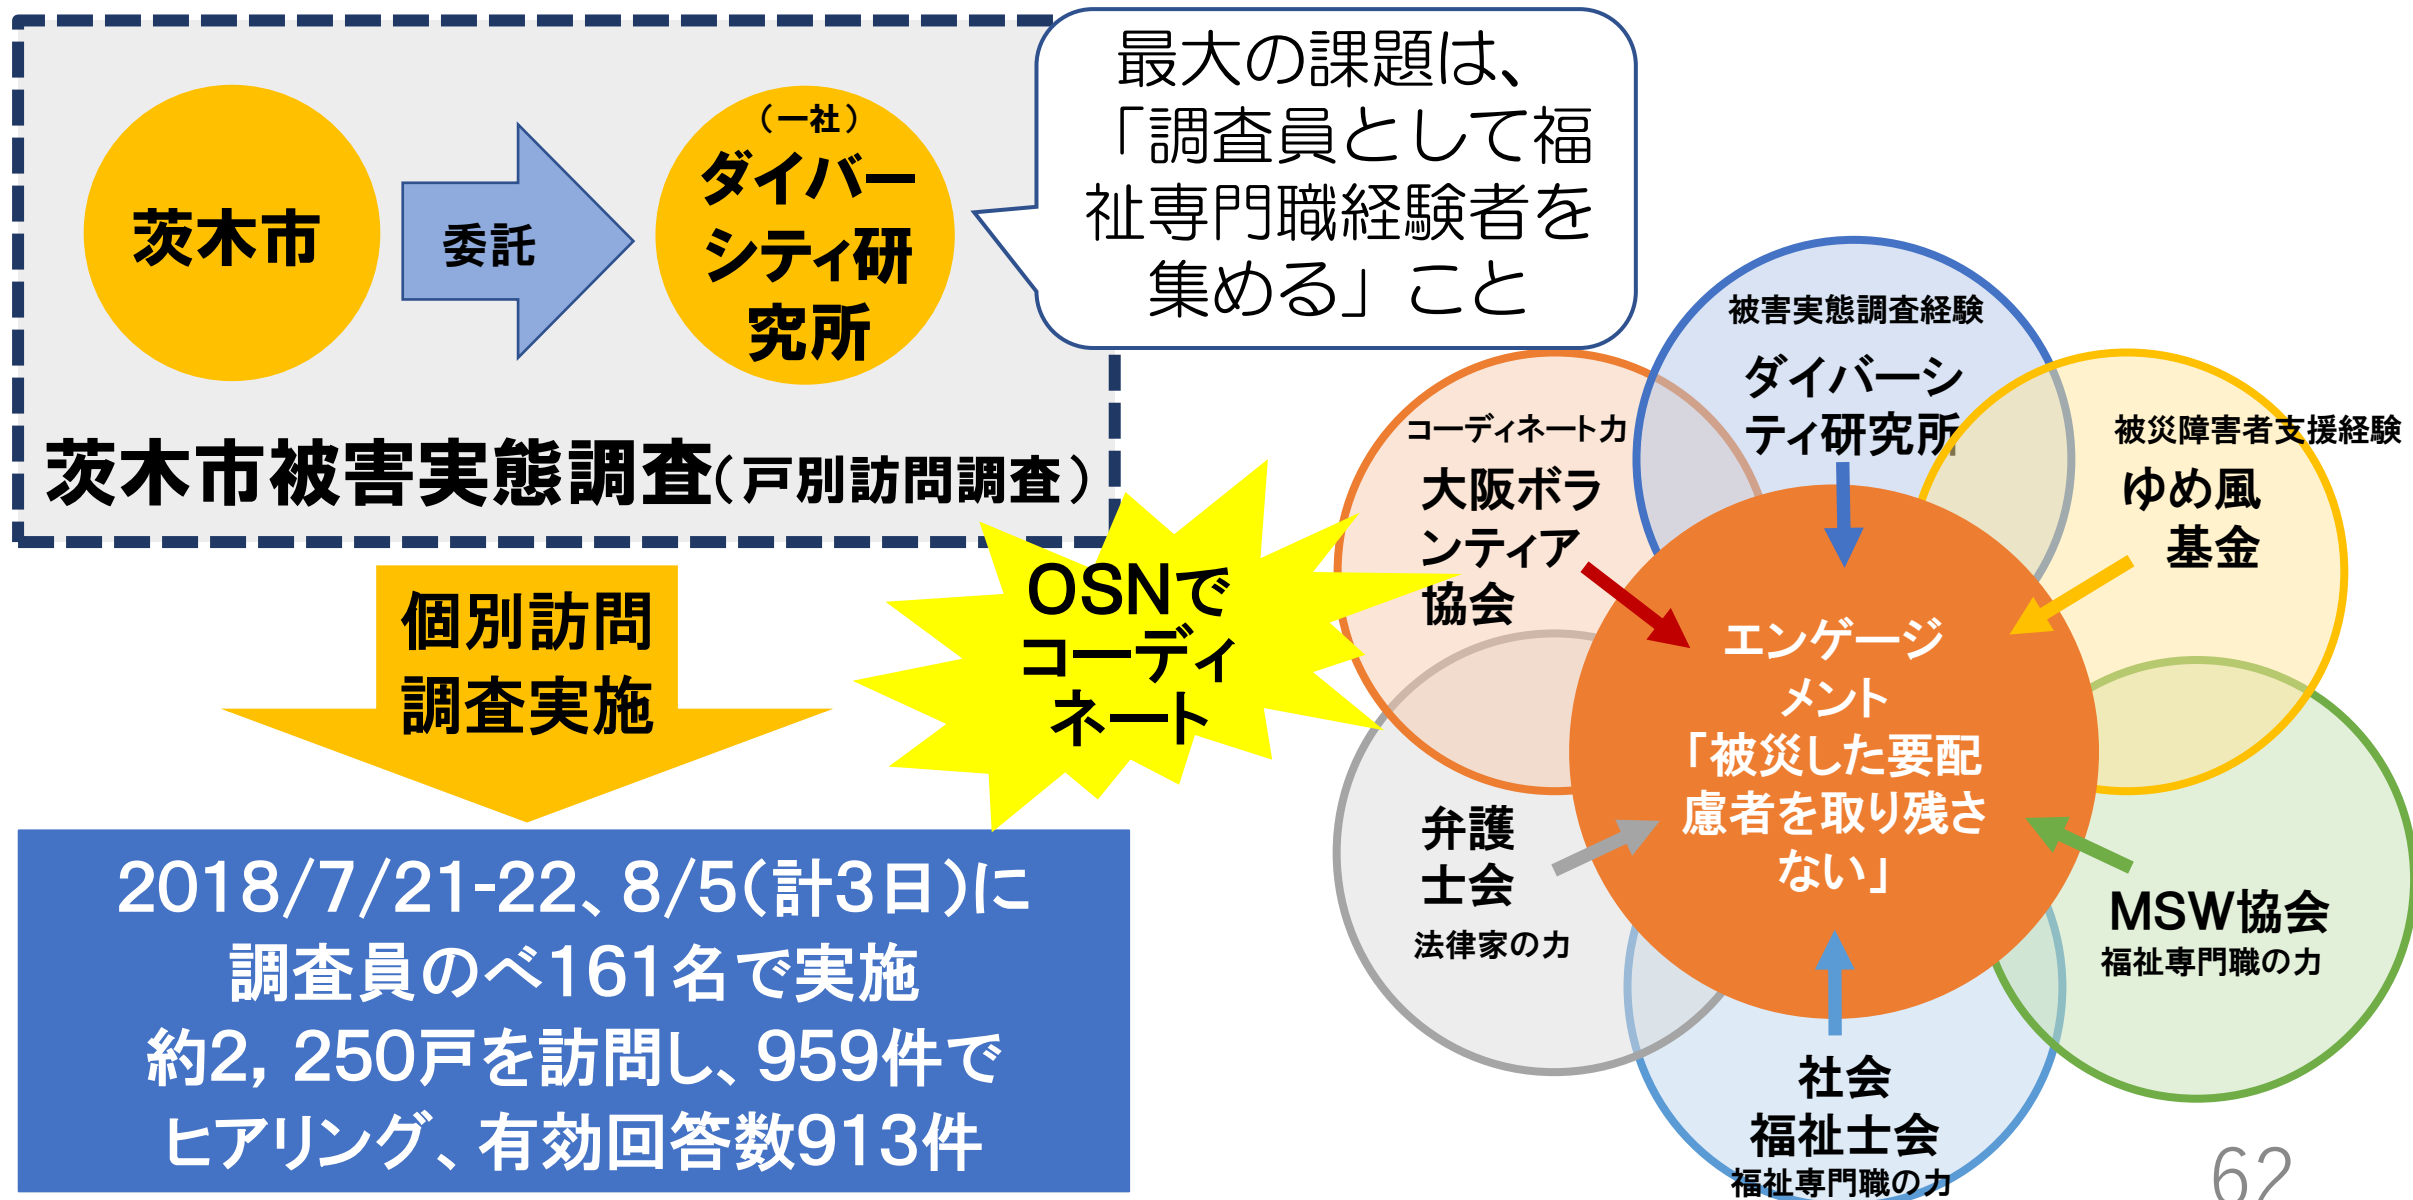 茨木市
委託
（一社）
ダイバー
シティ研
究所
最大の課題は、
「調査員として福
祉専門職経験者を
集める」こと
茨木市被害実態調査（戸別訪問調査）
個別訪問
調査実施
OSNで
コーディ
ネート
2018/7/21-22、8/5（計3日）に
調査員のべ161名で実施
約2，250戸を訪問し、959件で
ヒアリング、有効回答数913件
被害実態調査経験
ダイバーシ
ティ研究所
コーディネート力
大阪ボラ
ンティア
協会
被災障害者支援経験
ゆめ風
基金
エンゲージ
メント
「被災した要配
慮者を取り残さ
ない」
弁護
士会
法律家の力
MSW協会
福祉専門職の力
社会
福祉士会
福祉専門職の力
62